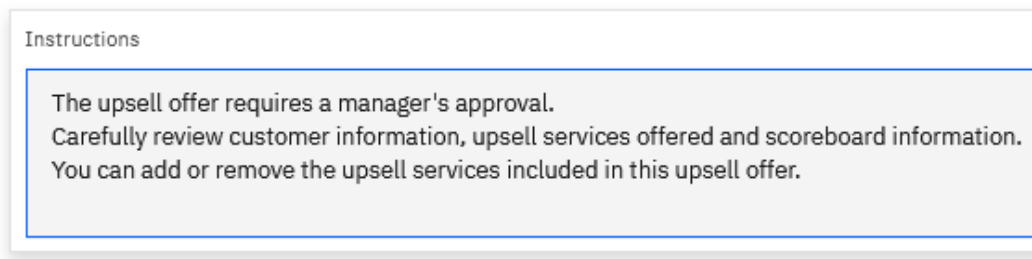 Instructions
The upsell offer requires a manager's approval.
Carefully review customer information, upsell services offered and scoreboard information.
You can add or remove the upsell services included in this upsell offer.